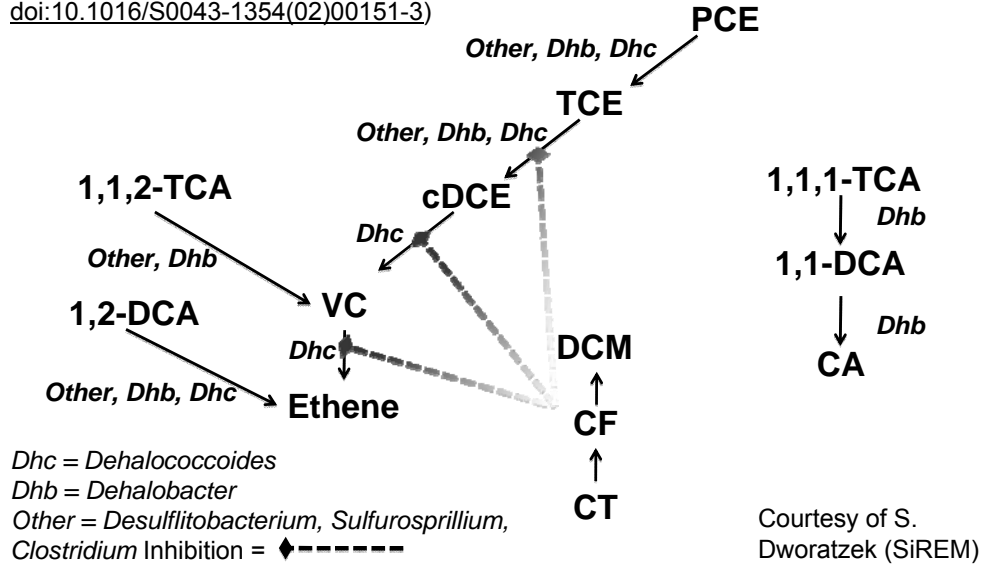 doi:10.1016/S0043-1354(02)00151-3)
PCE
Other, Dhb, Dhc
TCE
Other, Dhb, Dhc
1,1,2-TCA
cDCE
1,1,1-TCA
Dhb
Dhc
Other, Dhb
1,1-DCA
1,2-DCA
VC
Dhb
Dhc
DCM
CA
Other, Dhb, Dhc
Ethene
CF
Dhc = Dehalococcoides
Dhb = Dehalobacter
CT
Other = Desulflitobacterium, Sulfurosprillium,
Clostridium Inhibition =
Courtesy of S.
Dworatzek (SiREM)